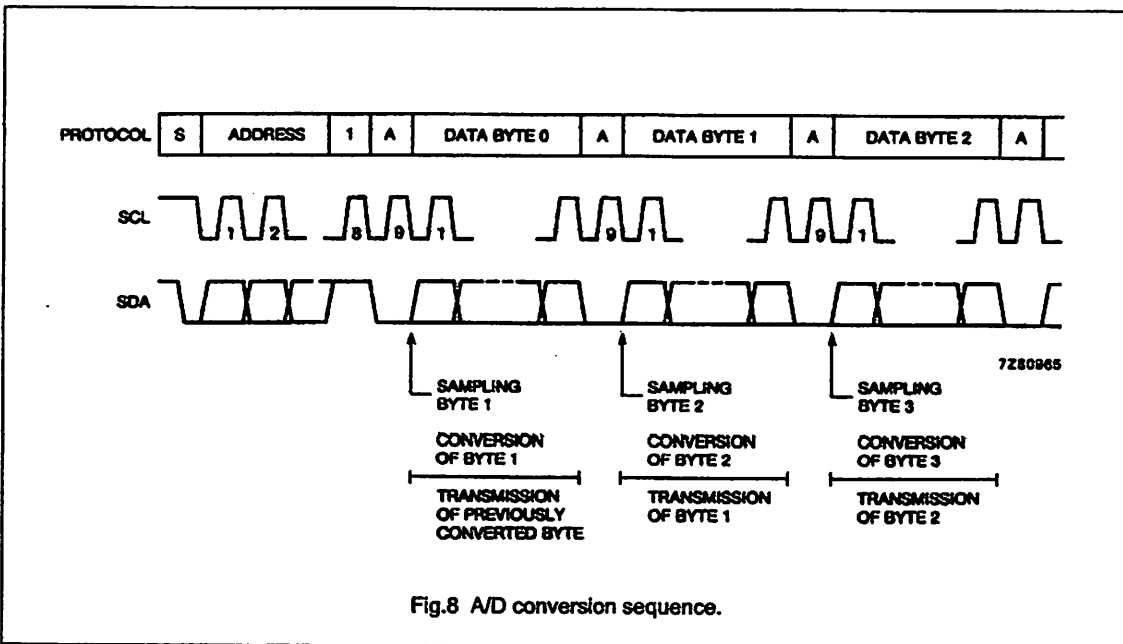 PROTOCOL S ADDRESS 1 A DATA BYTE 0 A DATA BYTE 1 A DATA BYTE 2 A
SCL 1 2 8 9 1 9 1 9 1
SDA
7Z80965
SAMPLING
BYTE 1
SAMPLING
BYTE 2
SAMPLING
BYTE 3
CONVERSION
OF BYTE 1
CONVERSION
OF BYTE 2
CONVERSION
OF BYTE 3
TRANSMISSION
OF PREVIOUSLY
CONVERTED BYTE
TRANSMISSION
OF BYTE 1
TRANSMISSION
OF BYTE 2
Fig.8 A/D conversion sequence.